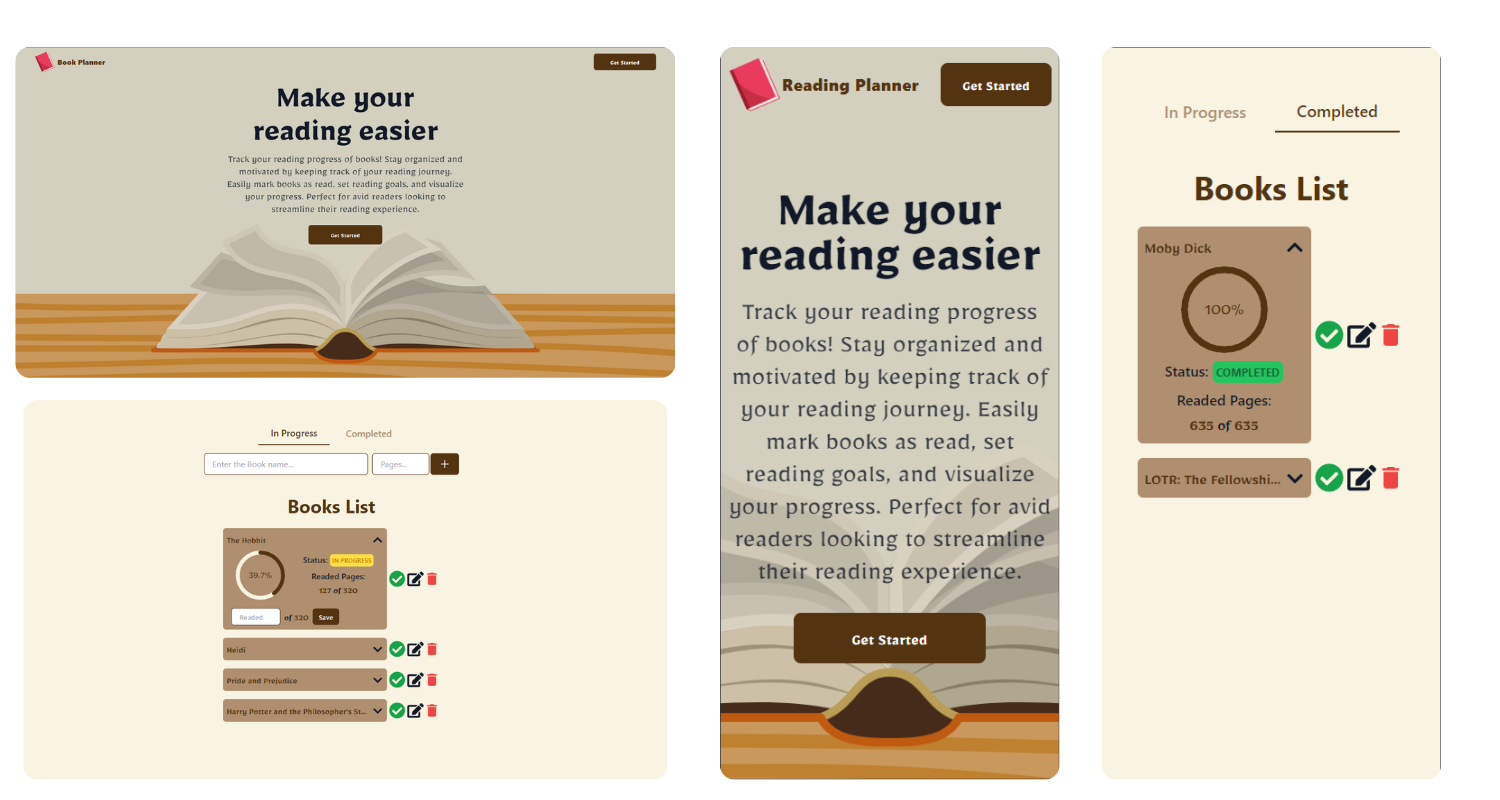 Book Planner
Get Started
Make your
reading easier
Track your reading progress of books! Stay organized and
motivated by keeping track of your reading journey.
Easily mark books as read, set reading goals, and visualize
your progress. Perfect for avid readers looking to
streamline their reading experience.
Get Started
In Progress
Completed
Enter the Book name...
Pages...
+
Books List
The Hobbit
39.7%
Status: IN PROGRESS
Readed Pages:
127 of 320
Readed
of 320
Save
Heidi
Pride and Prejudice
Harry Potter and the Philosopher's St...
Reading Planner
Get Started
Make your
reading easier
Track your reading progress
of books! Stay organized and
motivated by keeping track of
your reading journey. Easily
mark books as read, set
reading goals, and visualize
your progress. Perfect for avid
readers looking to streamline
their reading experience.
Get Started
In Progress
Completed
Books List
Moby Dick
100%
Status: COMPLETED
Readed Pages:
635 of 635
LOTR: The Fellowshi...